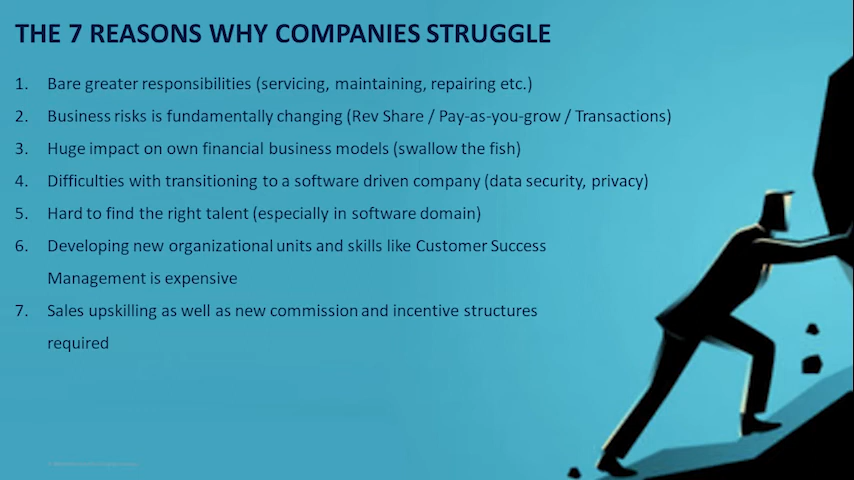 THE 7 REASONS WHY COMPANIES STRUGGLE
1. Bare greater responsibilities (servicing, maintaining, repairing etc.)
2. Business risks is fundamentally changing (Rev Share / Pay-as-you-grow / Transactions)
3. Huge impact on own financial business models (swallow the fish)
4. Difficulties with transitioning to a software driven company (data security, privacy)
5. Hard to find the right talent (especially in software domain)
6. Developing new organizational units and skills like Customer Success
Management is expensive
7. Sales upskilling as well as new commission and incentive structures
required